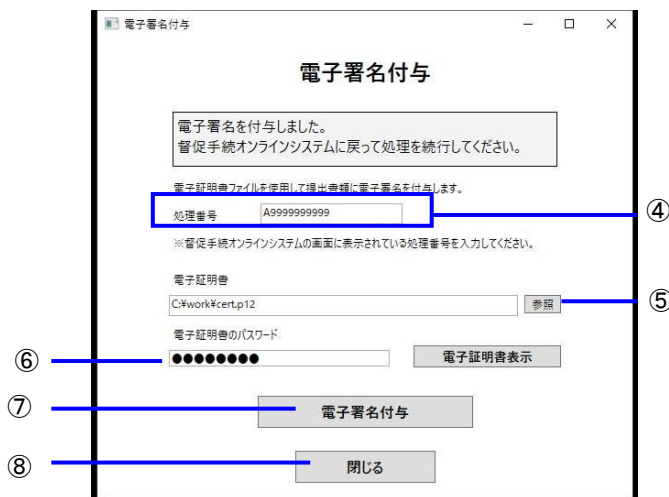 電子署名付与
電子署名付与
電子署名を付与しました。
督促手続オンラインシステムに戻って処理を続行してください。
電子証明書ファイルを使用して提出書類に電子署名を付与します。
処理番号 A9999999999 ④
※督促手続オンラインシステムの画面に表示されている処理番号を入力してください。
電子証明書
C:¥work¥cert.p12 参照 ⑤
電子証明書のパスワード
⑥ ●●●●●●●● 電子証明書表示
⑦ 電子署名付与
⑧ 閉じる